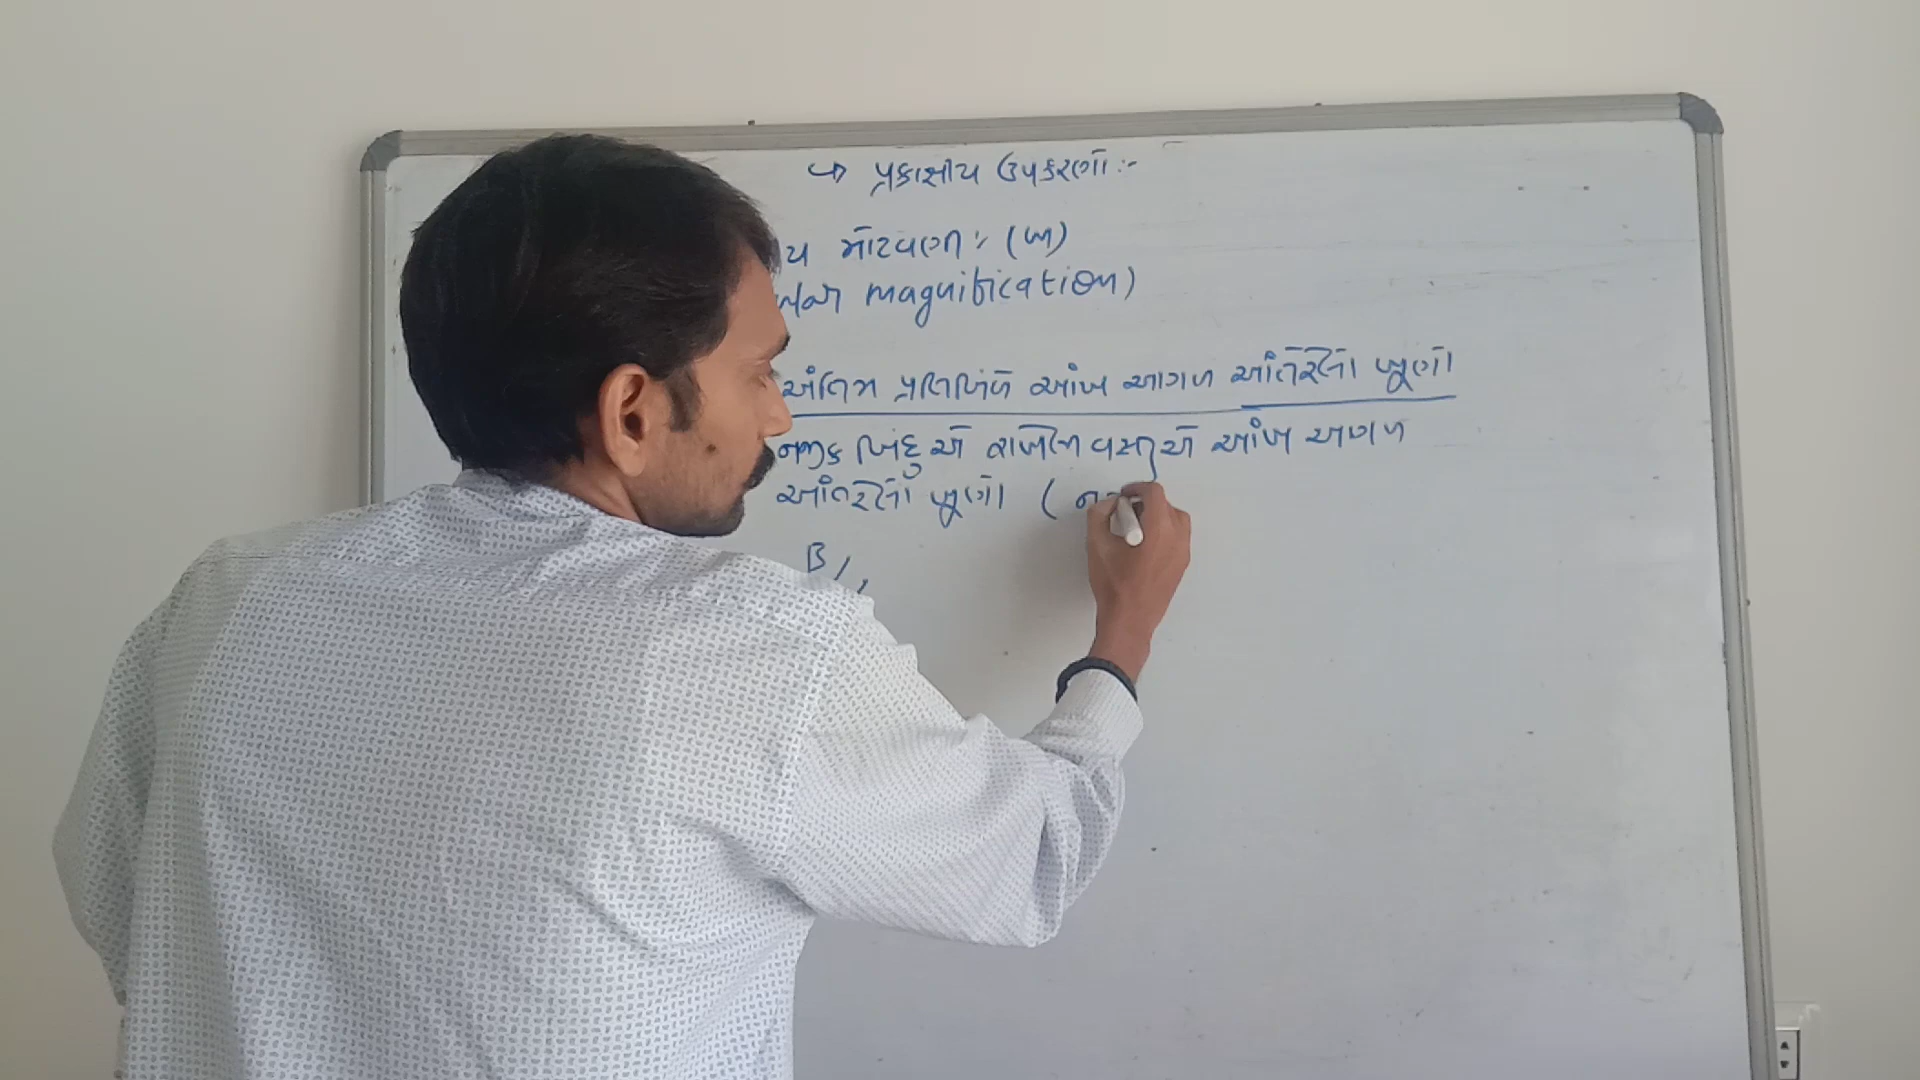 ↪ પ્રકાસીય ઉપકરણો :-
ય મોટવણી :- (m)
lar magnification)
અંતિમ પ્રતિબિંબે આંખ આગળ આંતરેલો ખૂણો
નજીક બિંદુ એ રાખેલ વસ્તુએ આંખ આગળ
આંતરેલો ખૂણો (ન
B